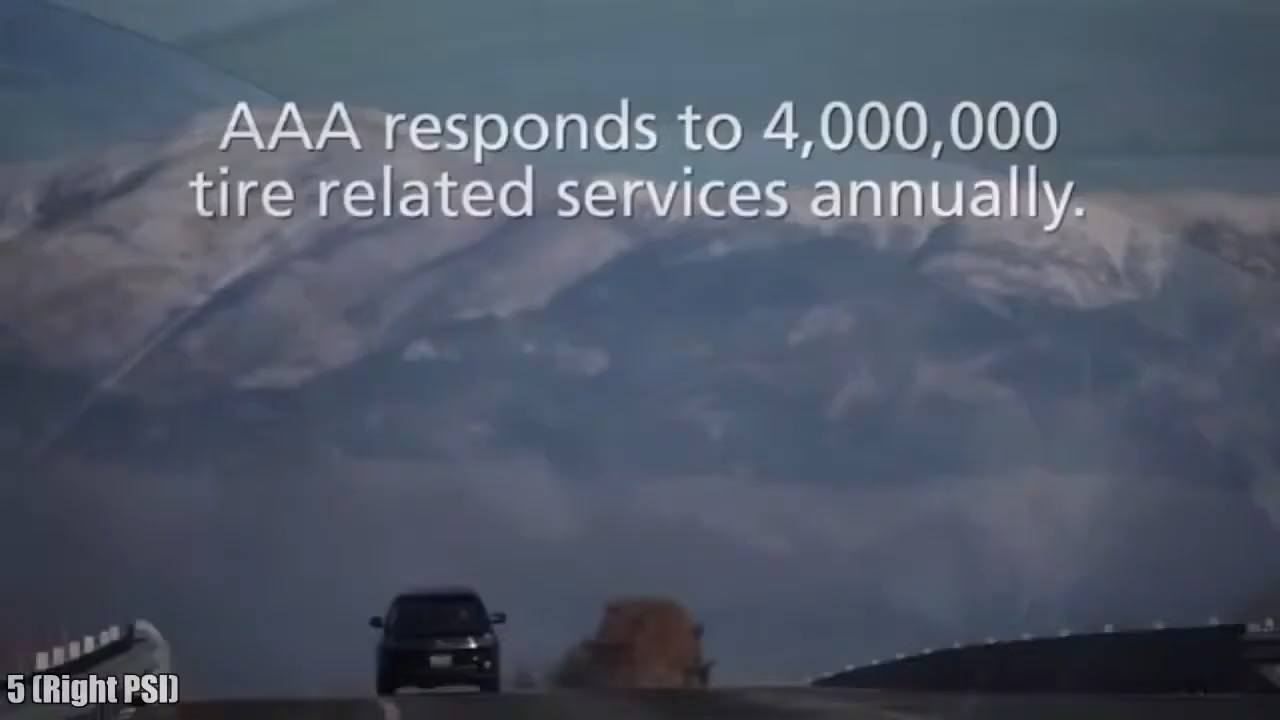 AAA responds to 4,000,000
tire related services annually.
5 (Right PSI)